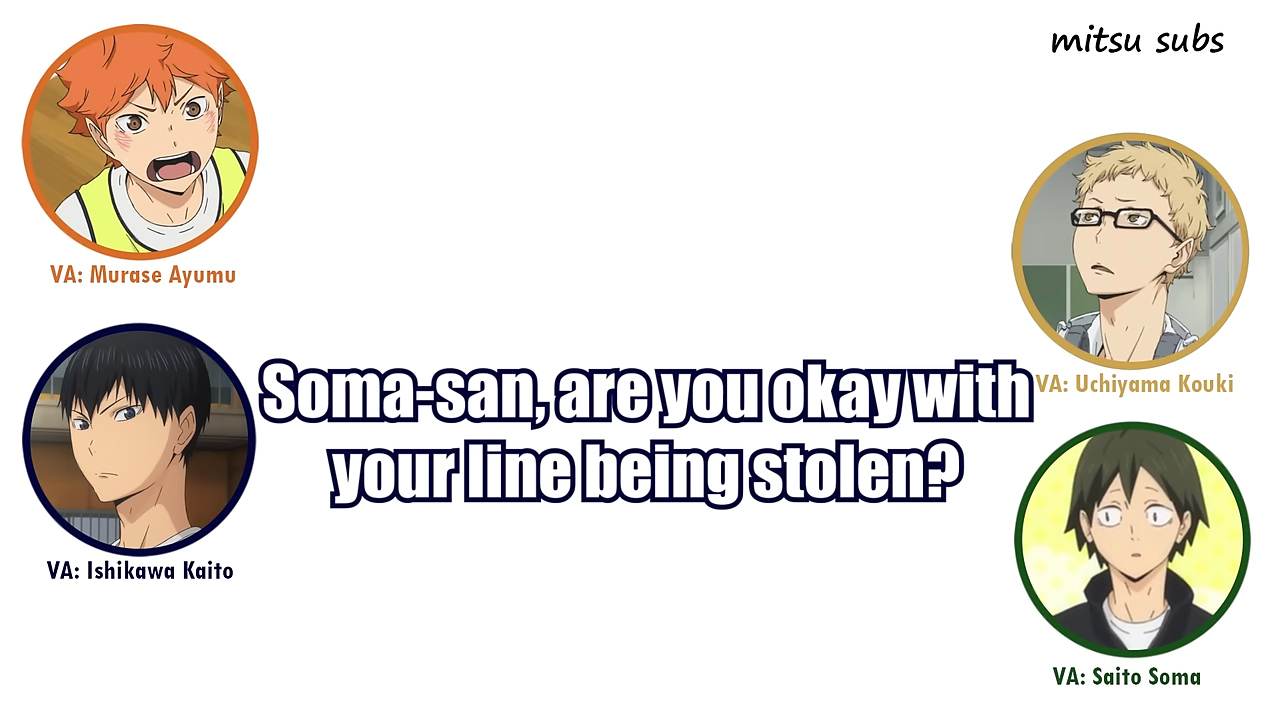 mitsu subs
VA: Murase Ayumu
VA: Uchiyama Kouki
Soma-san, are you okay with
your line being stolen?
VA: Ishikawa Kaito
VA: Saito Soma